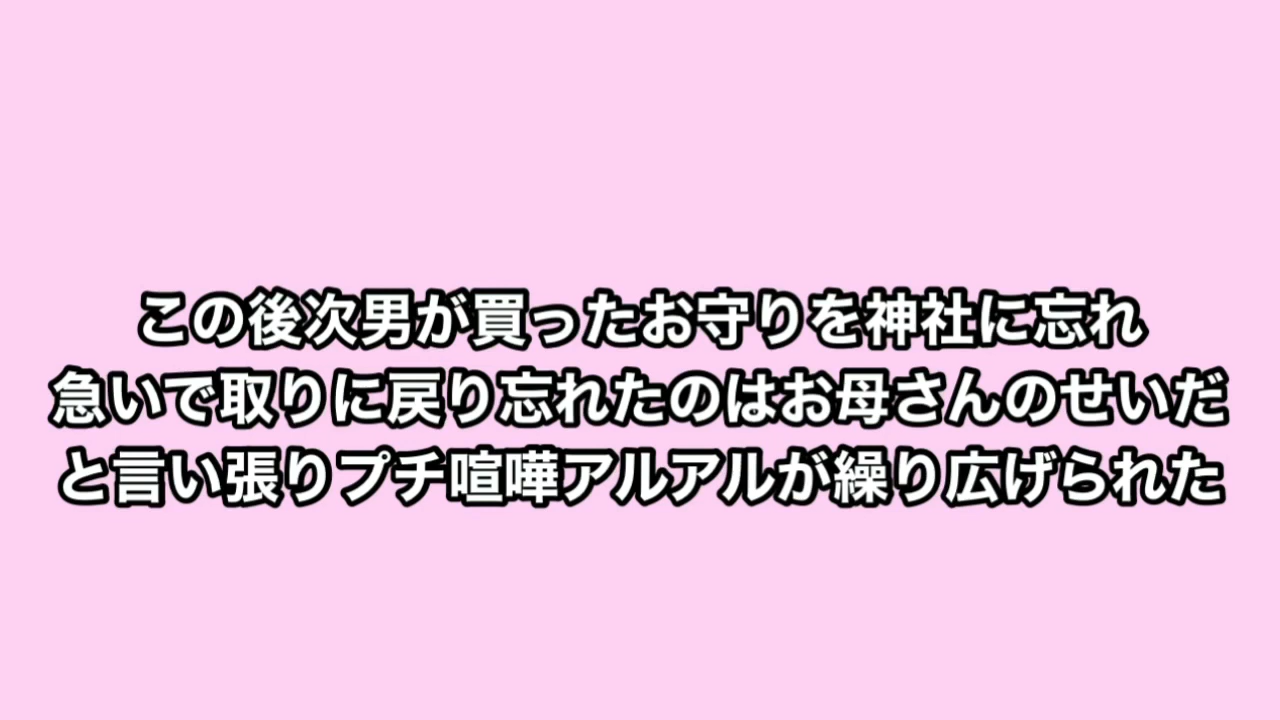 この後次男が買ったお守りを神社に忘れ
急いで取りに戻り忘れたのはお母さんのせいだ
と言い張りプチ喧嘩アルアルが繰り広げられた